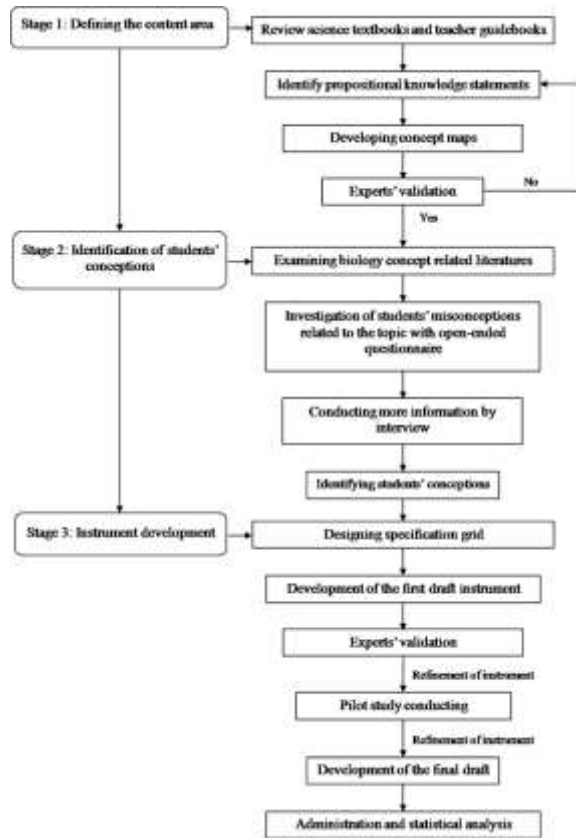 Stage 1: Defining the content area
Review science textbooks and teacher guidebooks
Identify propositional knowledge statements
Developing concept maps
Experts' validation
No
Yes
Stage 2: Identification of students'
conceptions
Examining biology concept related literatures
Investigation of students' misconceptions
related to the topic with open-ended
questionnaire
Conducting more information by
interview
Identifying students' conceptions
Stage 3: Instrument development
Designing specification grid
Development of the first draft instrument
Experts' validation
Refinement of instrument
Pilot study conducting
Refinement of instrument
Development of the final draft
Administration and statistical analysis